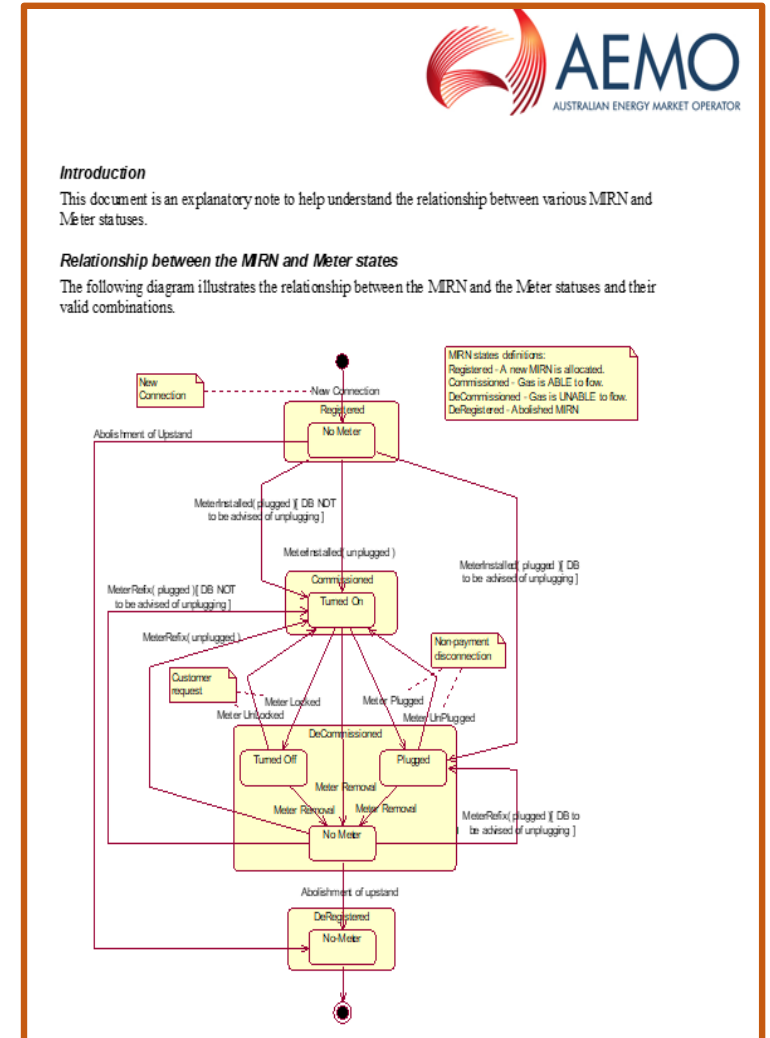 AEMO
AUSTRALIAN ENERGY MARKET OPERATOR
Introduction
This document is an explanatory note to help understand the relationship between various MIRN and
Meter statuses.
Relationship between the MIRN and Meter states
The following diagram illustrates the relationship between the MIRN and the Meter statuses and their
valid combinations.
MIRN states definitions:
Registered - A new MIRN is allocated.
Commissioned - Gas is ABLE to flow.
DeCommissioned - Gas is UNABLE to flow.
DeRegistered - Abolished MIRN
New
Connection
New Connection
Registered
No Meter
Abolishment of Upstand
MeterInstalled( plugged )[ DB NOT
to be advised of unplugging ]
MeterInstalled( unplugged )
MeterInstalled( plugged )[ DB
to be advised of unplugging ]
Commissioned
Turned On
MeterRefix( plugged )[ DB NOT
to be advised of unplugging ]
MeterRefix( unplugged )
Non-payment
disconnection
Customer
request
Meter Locked
Meter UnLocked
Meter Plugged
Meter UnPlugged
DeCommissioned
Turned Off
Plugged
Meter Removal
Meter Removal
Meter Removal
MeterRefix( plugged )[ DB to
be advised of unplugging ]
No Meter
Abolishment of upstand
DeRegistered
No-Meter